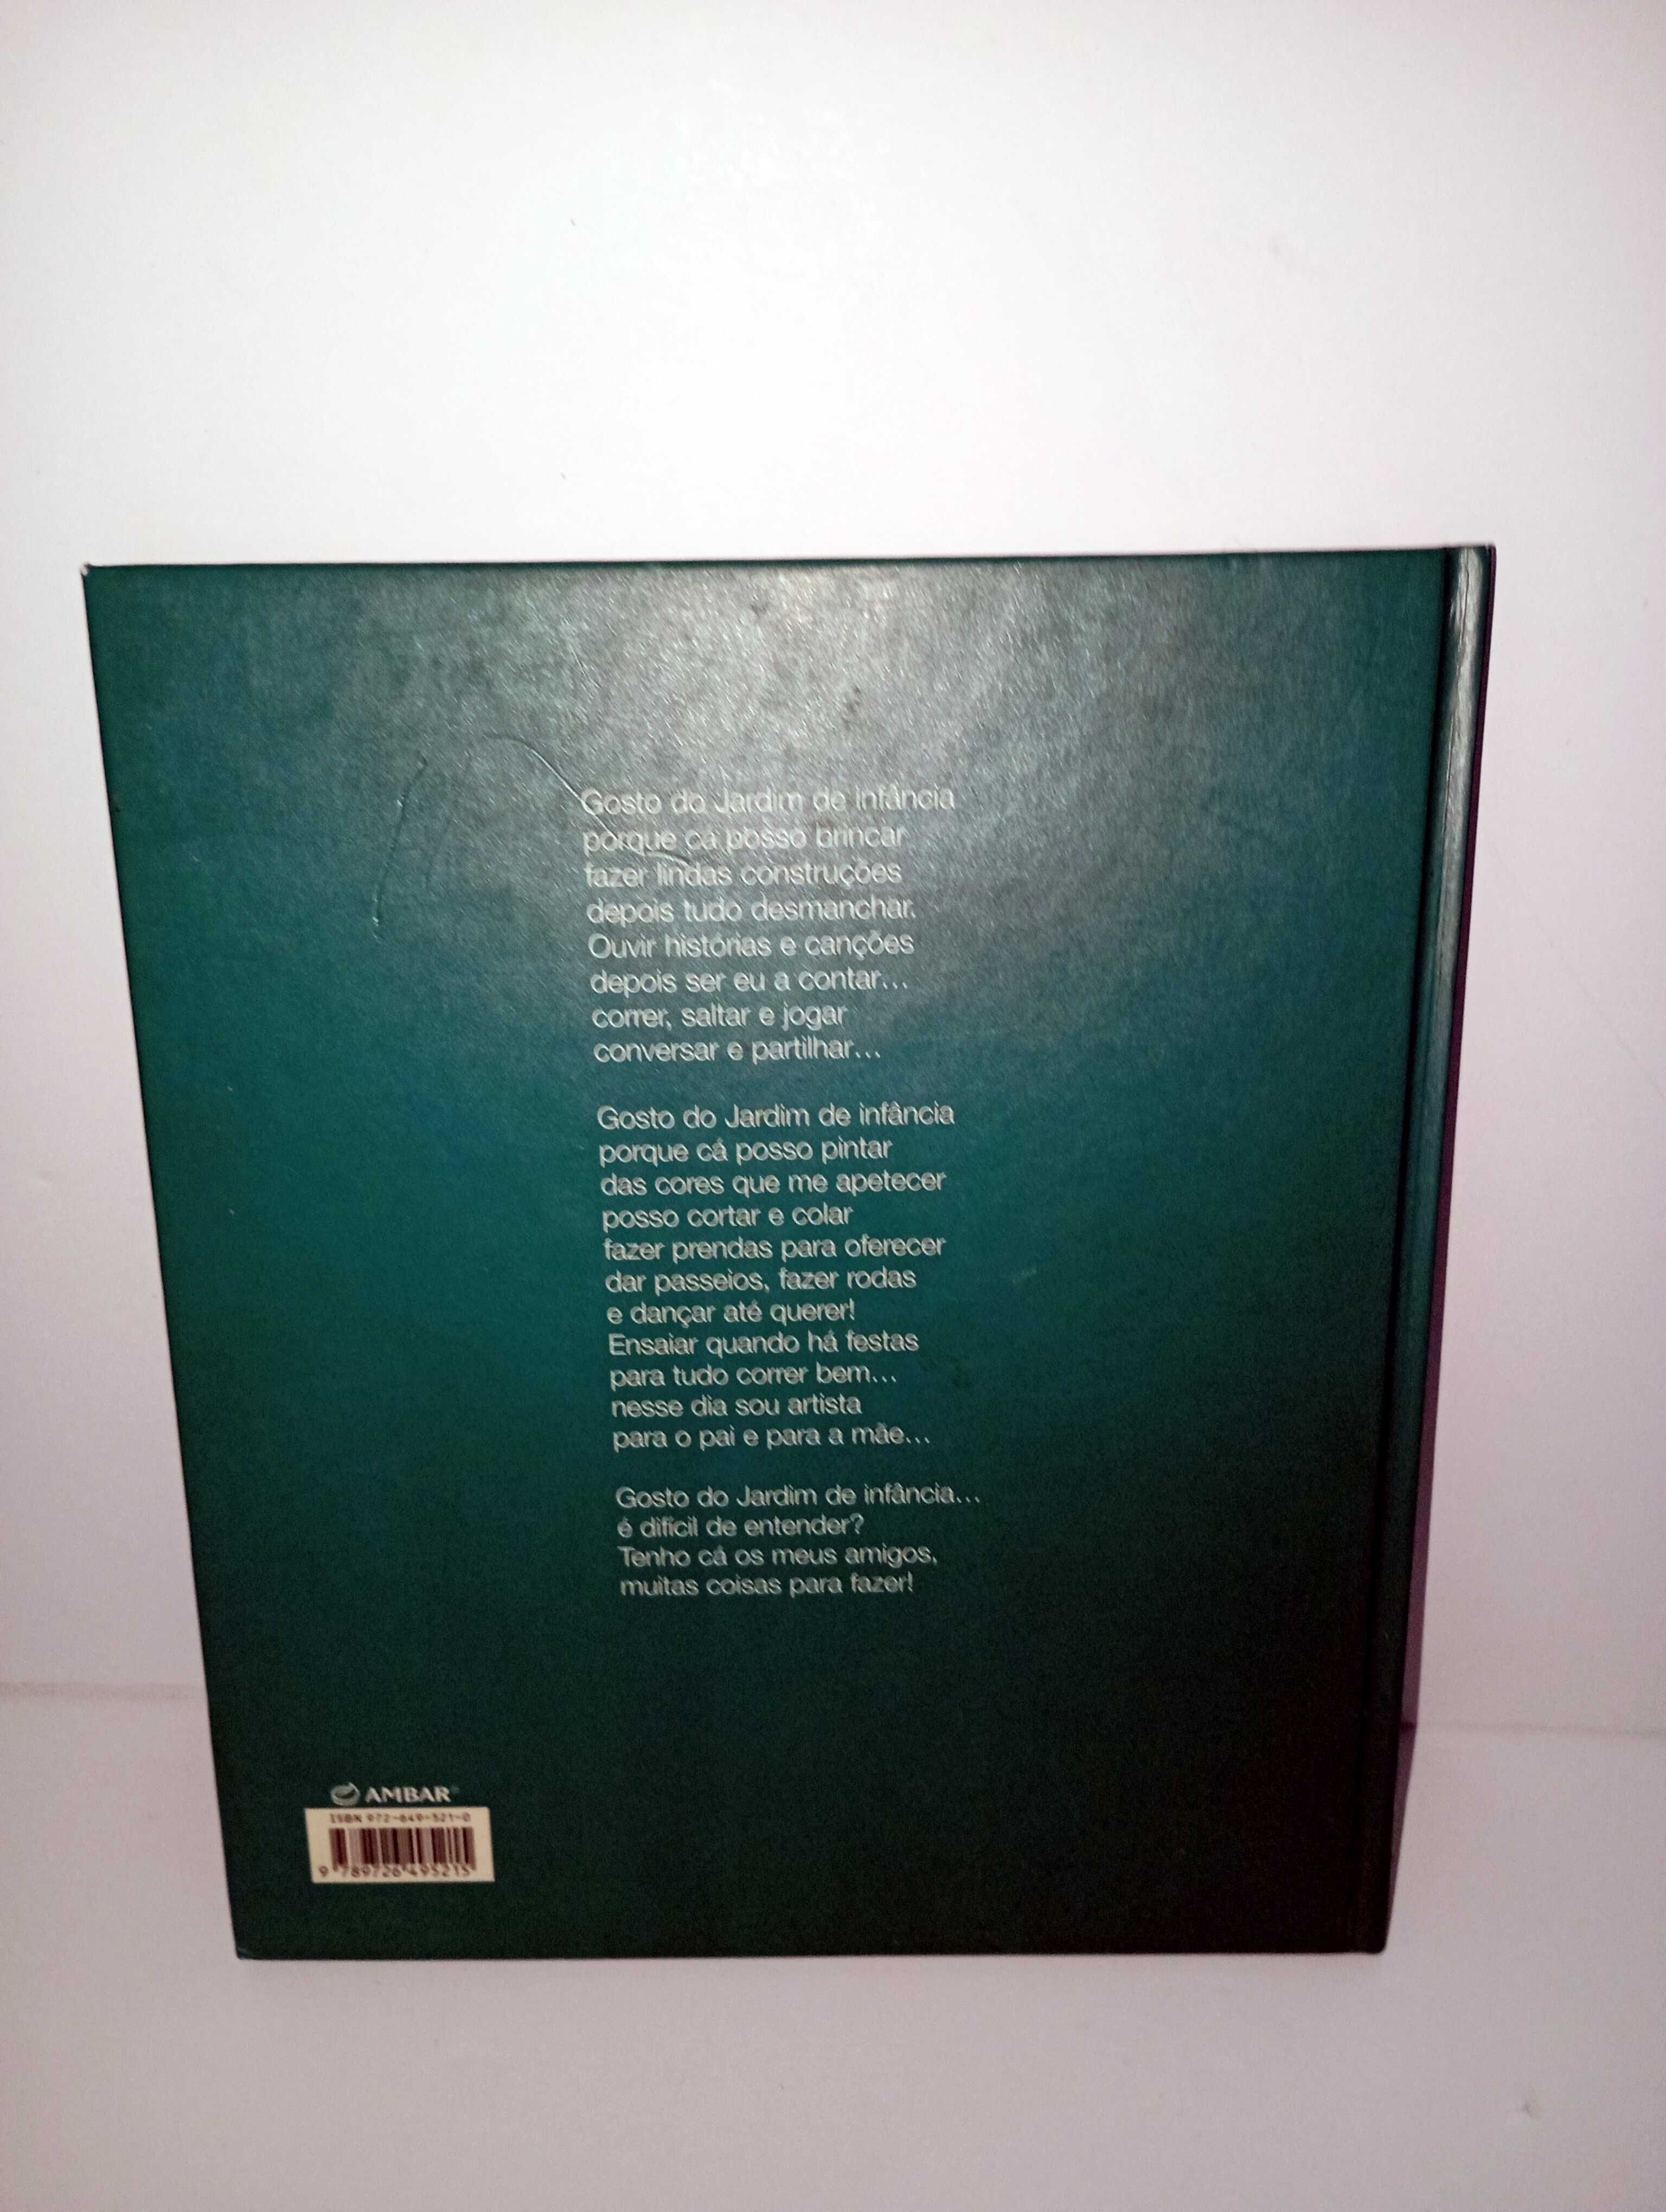 Gosto do Jardim de infância
porque cá posso brincar
fazer lindas construções
depois tudo desmanchar.
Ouvir histórias e canções
depois ser eu a contar...
correr, saltar e jogar
conversar e partilhar...
Gosto do Jardim de infância
porque cá posso pintar
das cores que me apetecer
posso cortar e colar
fazer prendas para oferecer
dar passeios, fazer rodas
e dançar até querer!
Ensaiar quando há festas
para tudo correr bem...
nesse dia sou artista
para o pai e para a mãe...
Gosto do Jardim de infância...
é difícil de entender?
Tenho cá os meus amigos,
muitas coisas para fazer!
AMBAR
ISBN 972-649-521-0
9 789726 495215